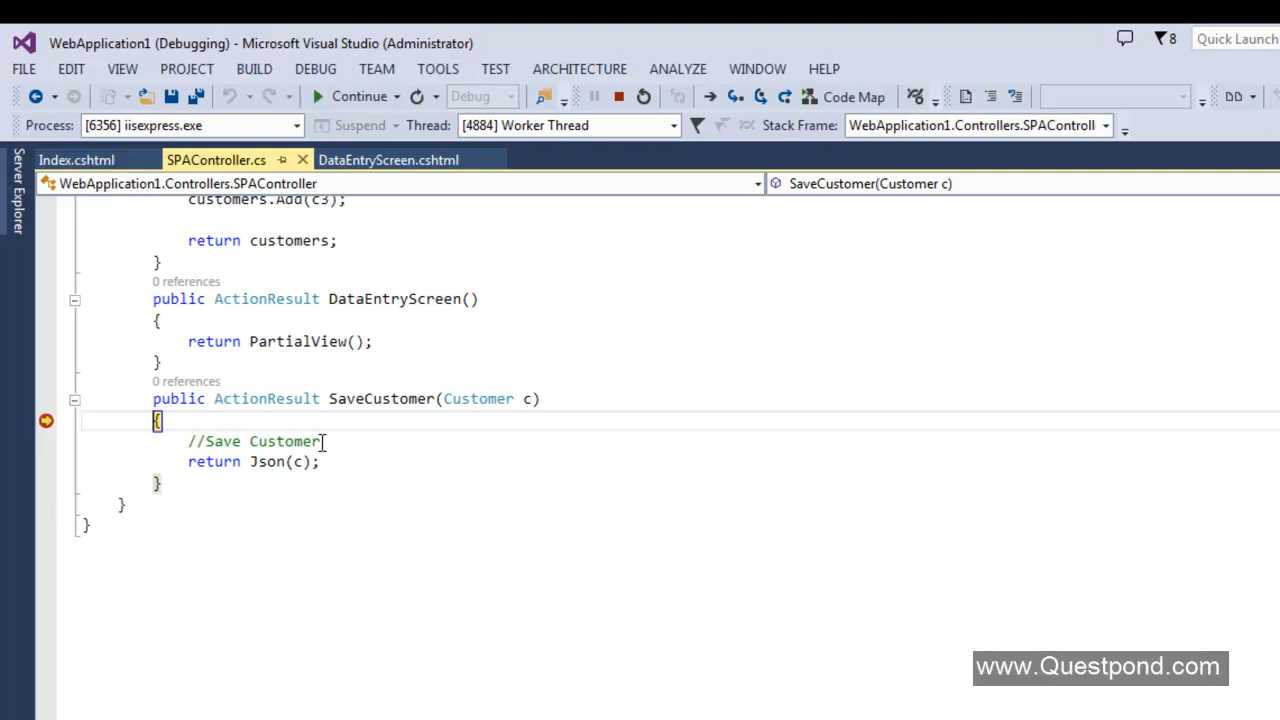 WebApplication1 (Debugging) - Microsoft Visual Studio (Administrator)
8
Quick Launch
FILE EDIT VIEW PROJECT BUILD DEBUG TEAM TOOLS TEST ARCHITECTURE ANALYZE WINDOW HELP
Continue Debug Code Map
Process: [6356] iisexpress.exe Suspend Thread: [4884] Worker Thread Stack Frame: WebApplication1.Controllers.SPAControll
Server Explorer
Index.cshtml SPAController.cs DataEntryScreen.cshtml
WebApplication1.Controllers.SPAController SaveCustomer(Customer c)
customers.Add(c3);
return customers;
}
0 references
public ActionResult DataEntryScreen()
{
return PartialView();
}
0 references
public ActionResult SaveCustomer(Customer c)
{
//Save Customer
return Json(c);
}
}
}
www.Questpond.com